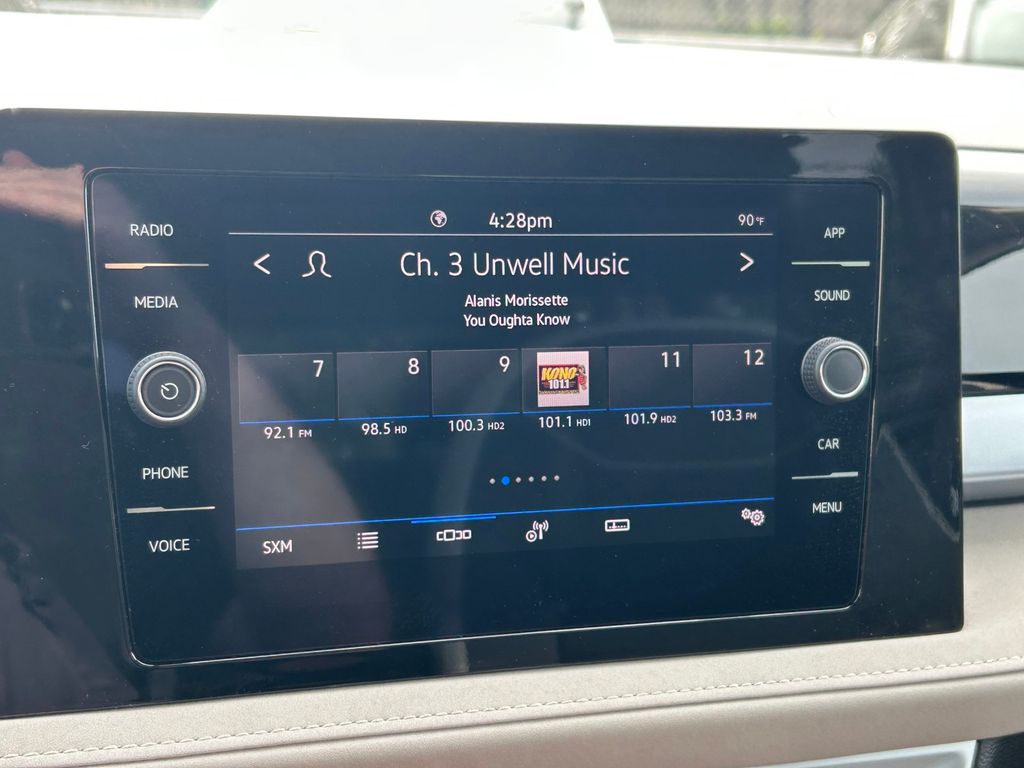 4:28pm
90°F
RADIO
APP
< Ch. 3 Unwell Music >
MEDIA
SOUND
Alanis Morissette
You Oughta Know
7
8
9
KINO
101.1
11
12
92.1 FM
98.5 HD
100.3 HD2
101.1 HD1
101.9 HD2
103.3 FM
PHONE
CAR
MENU
VOICE
SXM